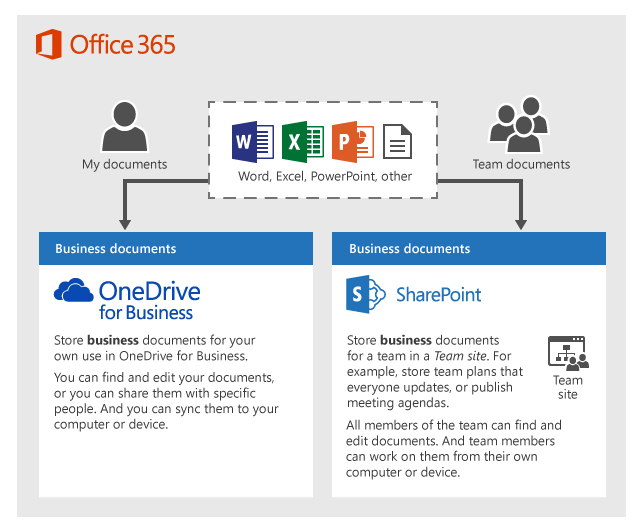 Office 365
My documents
W
X
P
Word, Excel, PowerPoint, other
Team documents
Business documents
OneDrive
for Business
Store business documents for your
own use in OneDrive for Business.
You can find and edit your documents,
or you can share them with specific
people. And you can sync them to your
computer or device.
Business documents
S
SharePoint
Store business documents
for a team in a Team site. For
example, store team plans that
everyone updates, or publish
meeting agendas.
Team
site
All members of the team can find and
edit documents. And team members
can work on them from their own
computer or device.